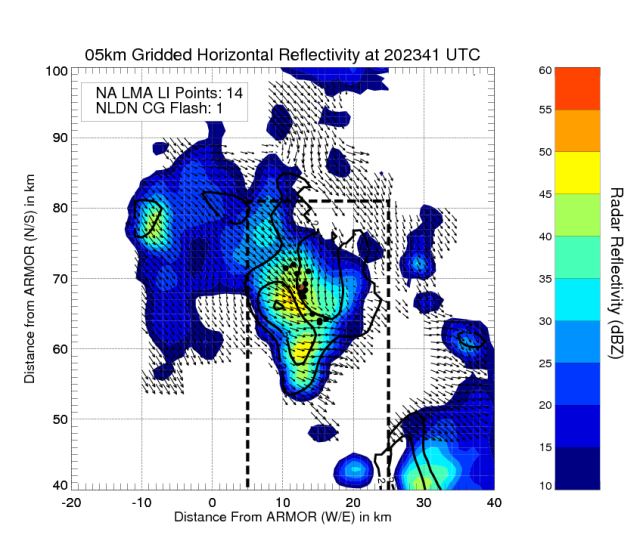 05km Gridded Horizontal Reflectivity at 202341 UTC
NA LMA LI Points: 14
NLDN CG Flash: 1
100
90
80
70
60
50
40
-20 -10 0 10 20 30 40
Distance from ARMOR (N/S) in km
Distance From ARMOR (W/E) in km
60
55
50
45
40
35
30
25
20
15
10
Radar Reflectivity (dBZ)